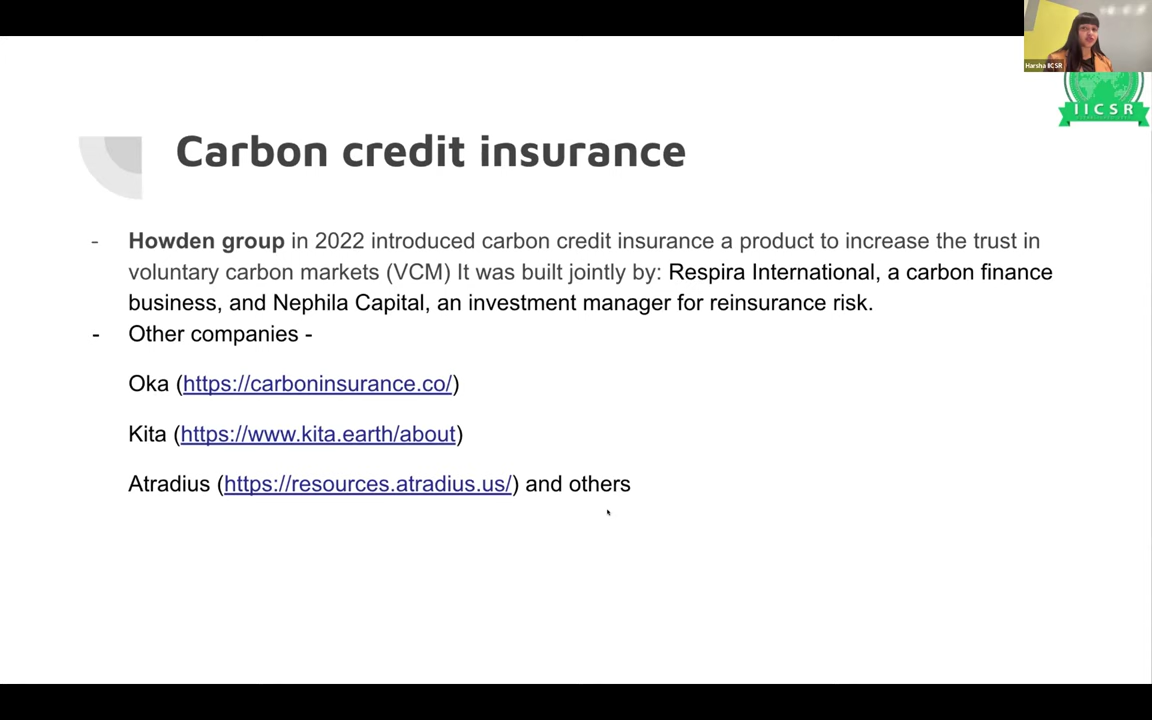 Harsha IICSR
IICSR
Carbon credit insurance
- Howden group in 2022 introduced carbon credit insurance a product to increase the trust in
voluntary carbon markets (VCM) It was built jointly by: Respira International, a carbon finance
business, and Nephila Capital, an investment manager for reinsurance risk.
- Other companies -
Oka (https://carboninsurance.co/)
Kita (https://www.kita.earth/about)
Atradius (https://resources.atradius.us/) and others